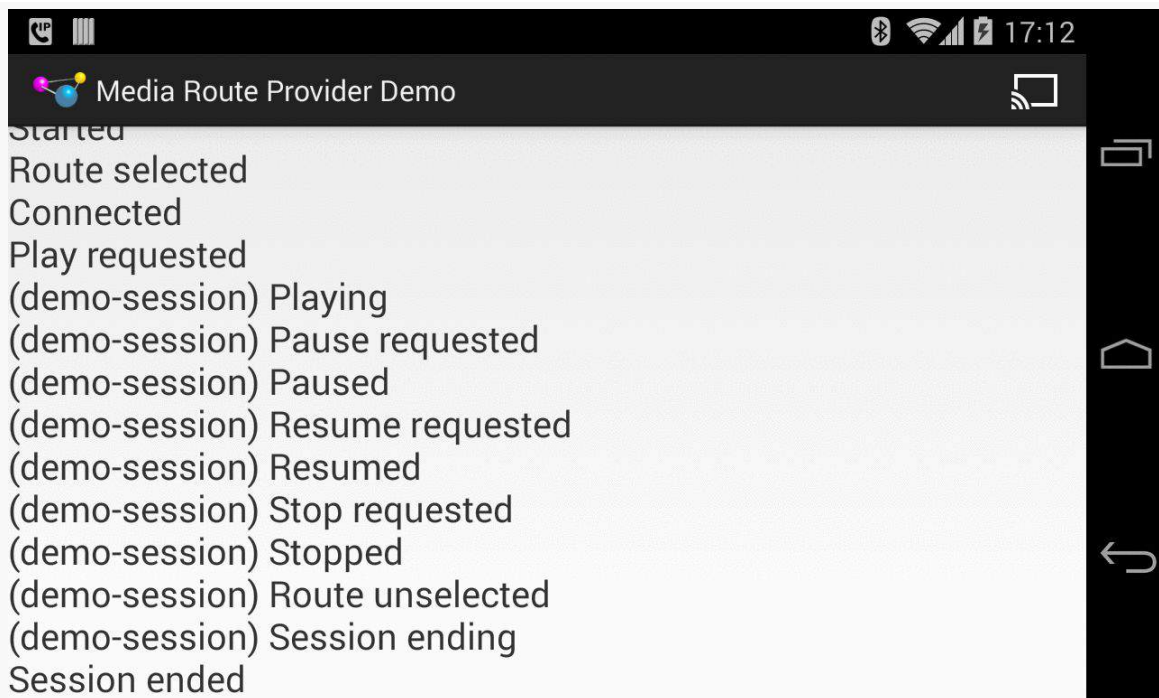 17:12
Media Route Provider Demo
Started
Route selected
Connected
Play requested
(demo-session) Playing
(demo-session) Pause requested
(demo-session) Paused
(demo-session) Resume requested
(demo-session) Resumed
(demo-session) Stop requested
(demo-session) Stopped
(demo-session) Route unselected
(demo-session) Session ending
Session ended